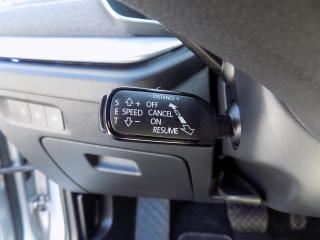 - DISTANCE +
S ⇧+ OFF
E SPEED CANCEL
T ⇩- ON
RESUME